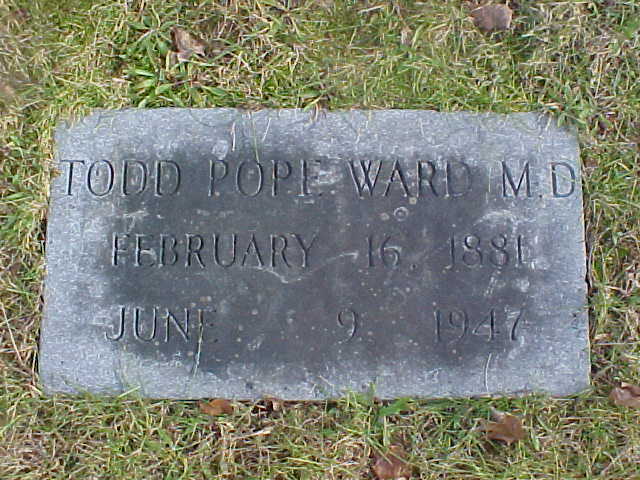 TODD POPE WARD M.D
FEBRUARY 16, 1881
JUNE 9 1947